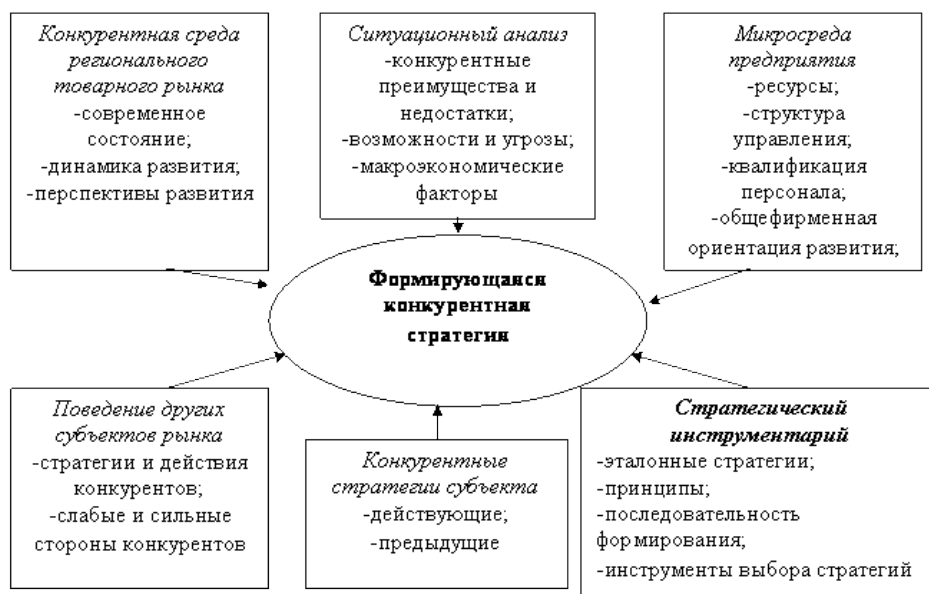 Конкурентная среда
регионального
товарного рынка
-современное
состояние;
-динамика развития;
-перспективы развития
Ситуационный анализ
-конкурентные
преимущества и
недостатки;
-возможности и угрозы;
-макроэкономические
факторы
Микросреда
предприятия
-ресурсы;
-структура
управления;
-квалификация
персонала;
-общефирменная
ориентация развития;
Формирующаяся
конкурентная
стратегия
Поведение других
субъектов рынка
-стратегии и действия
конкурентов;
-слабые и сильные
стороны конкурентов
Конкурентные
стратегии субъекта
-действующие;
-предыдущие
Стратегический
инструментарий
-эталонные стратегии;
-принципы;
-последовательность
формирования;
-инструменты выбора стратегий